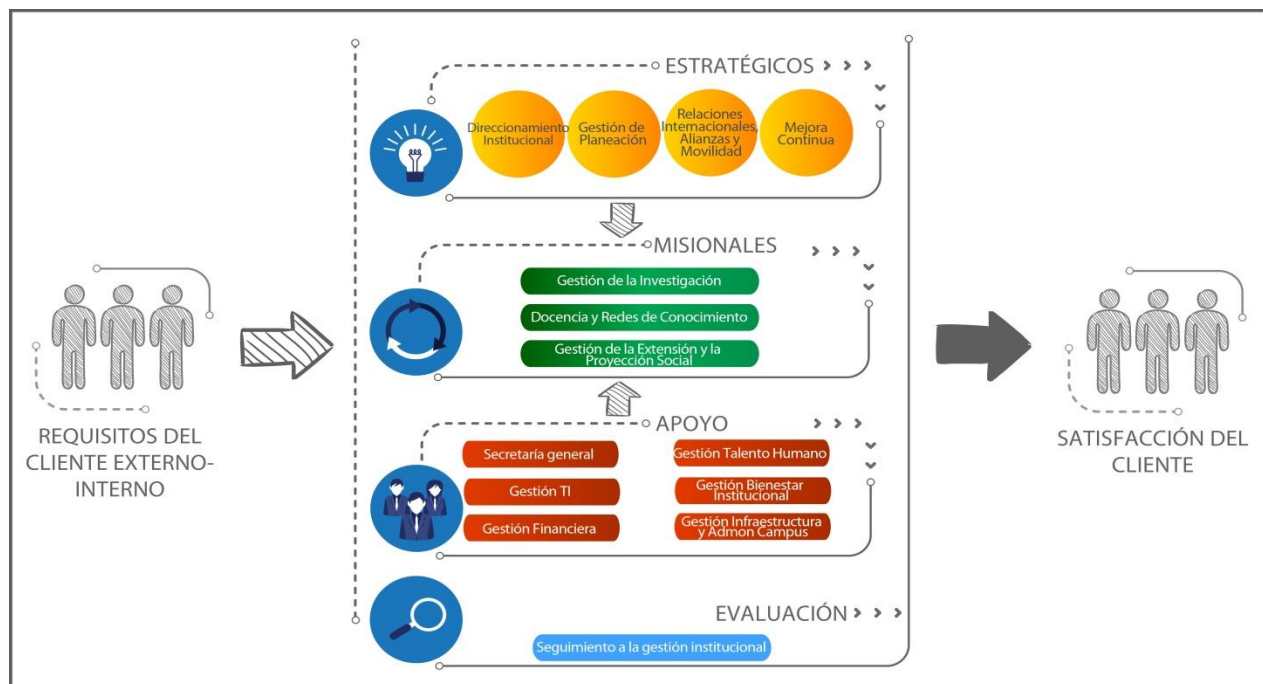 ESTRATÉGICOS
Direccionamiento
Institucional
Gestión de
Planeación
Relaciones
Internacionales,
Alianzas y
Movilidad
Mejora
Continua
MISIONALES
Gestión de la Investigación
Docencia y Redes de Conocimiento
Gestión de la Extensión y la
Proyección Social
REQUISITOS DEL
CLIENTE EXTERNO-
INTERNO
SATISFACCIÓN DEL
CLIENTE
APOYO
Secretaría general
Gestión TI
Gestión Financiera
Gestión Talento Humano
Gestión Bienestar
Institucional
Gestión Infraestructura
y Admon Campus
EVALUACIÓN
Seguimiento a la gestión institucional